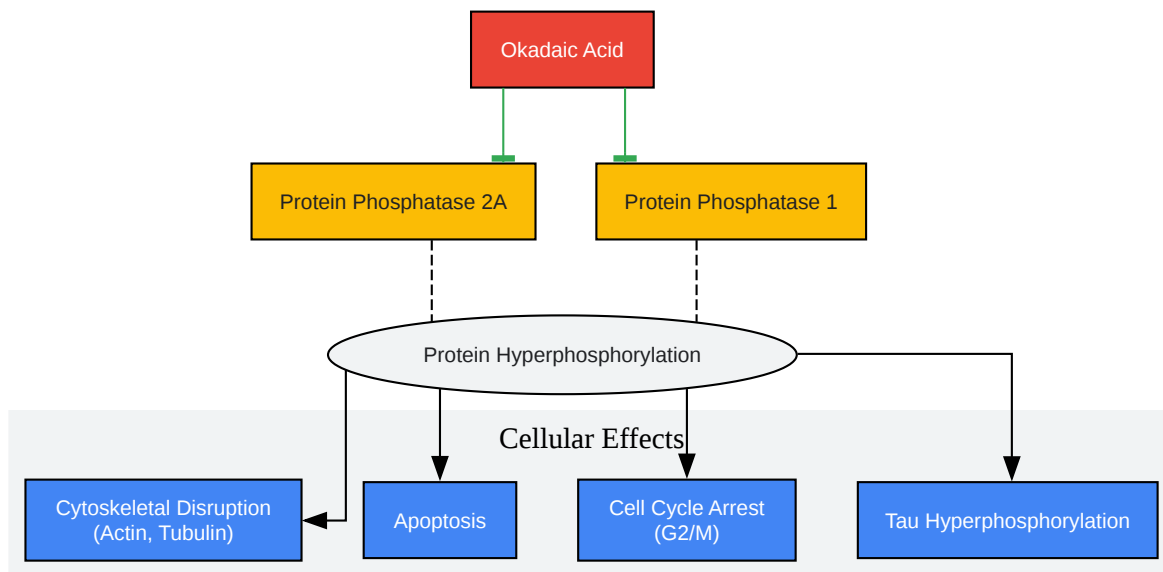 Okadaic Acid
Protein Phosphatase 2A
Protein Phosphatase 1
Protein Hyperphosphorylation
Cellular Effects
Cytoskeletal Disruption
(Actin, Tubulin)
Apoptosis
Cell Cycle Arrest
(G2/M)
Tau Hyperphosphorylation